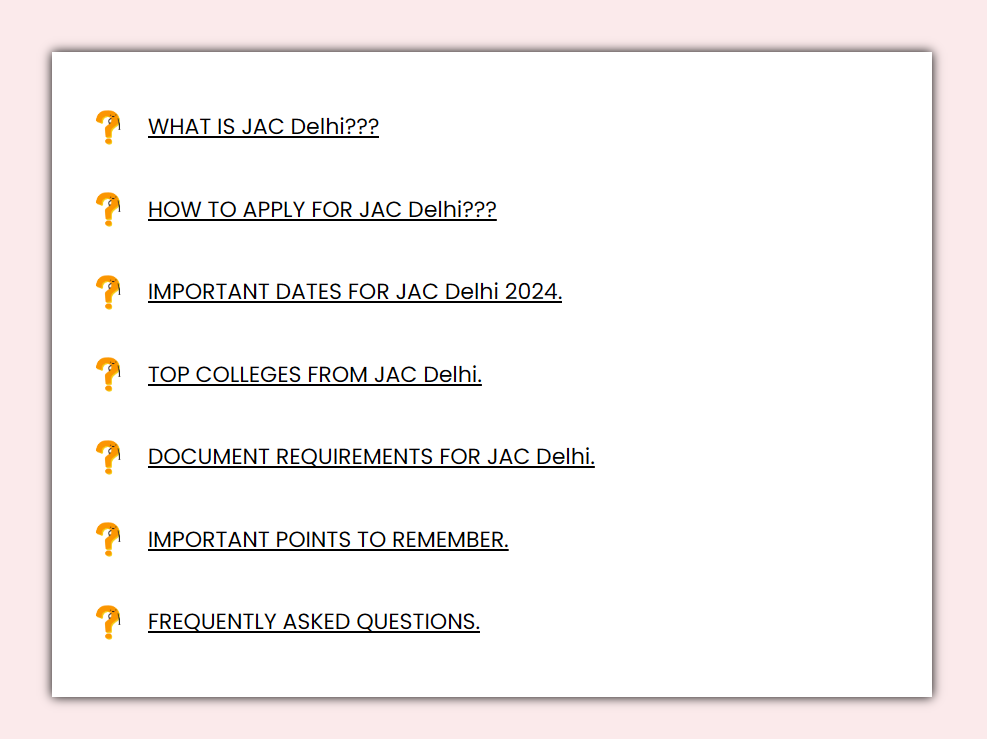 WHAT IS JAC Delhi???
HOW TO APPLY FOR JAC Delhi???
IMPORTANT DATES FOR JAC Delhi 2024.
TOP COLLEGES FROM JAC Delhi.
DOCUMENT REQUIREMENTS FOR JAC Delhi.
IMPORTANT POINTS TO REMEMBER.
FREQUENTLY ASKED QUESTIONS.